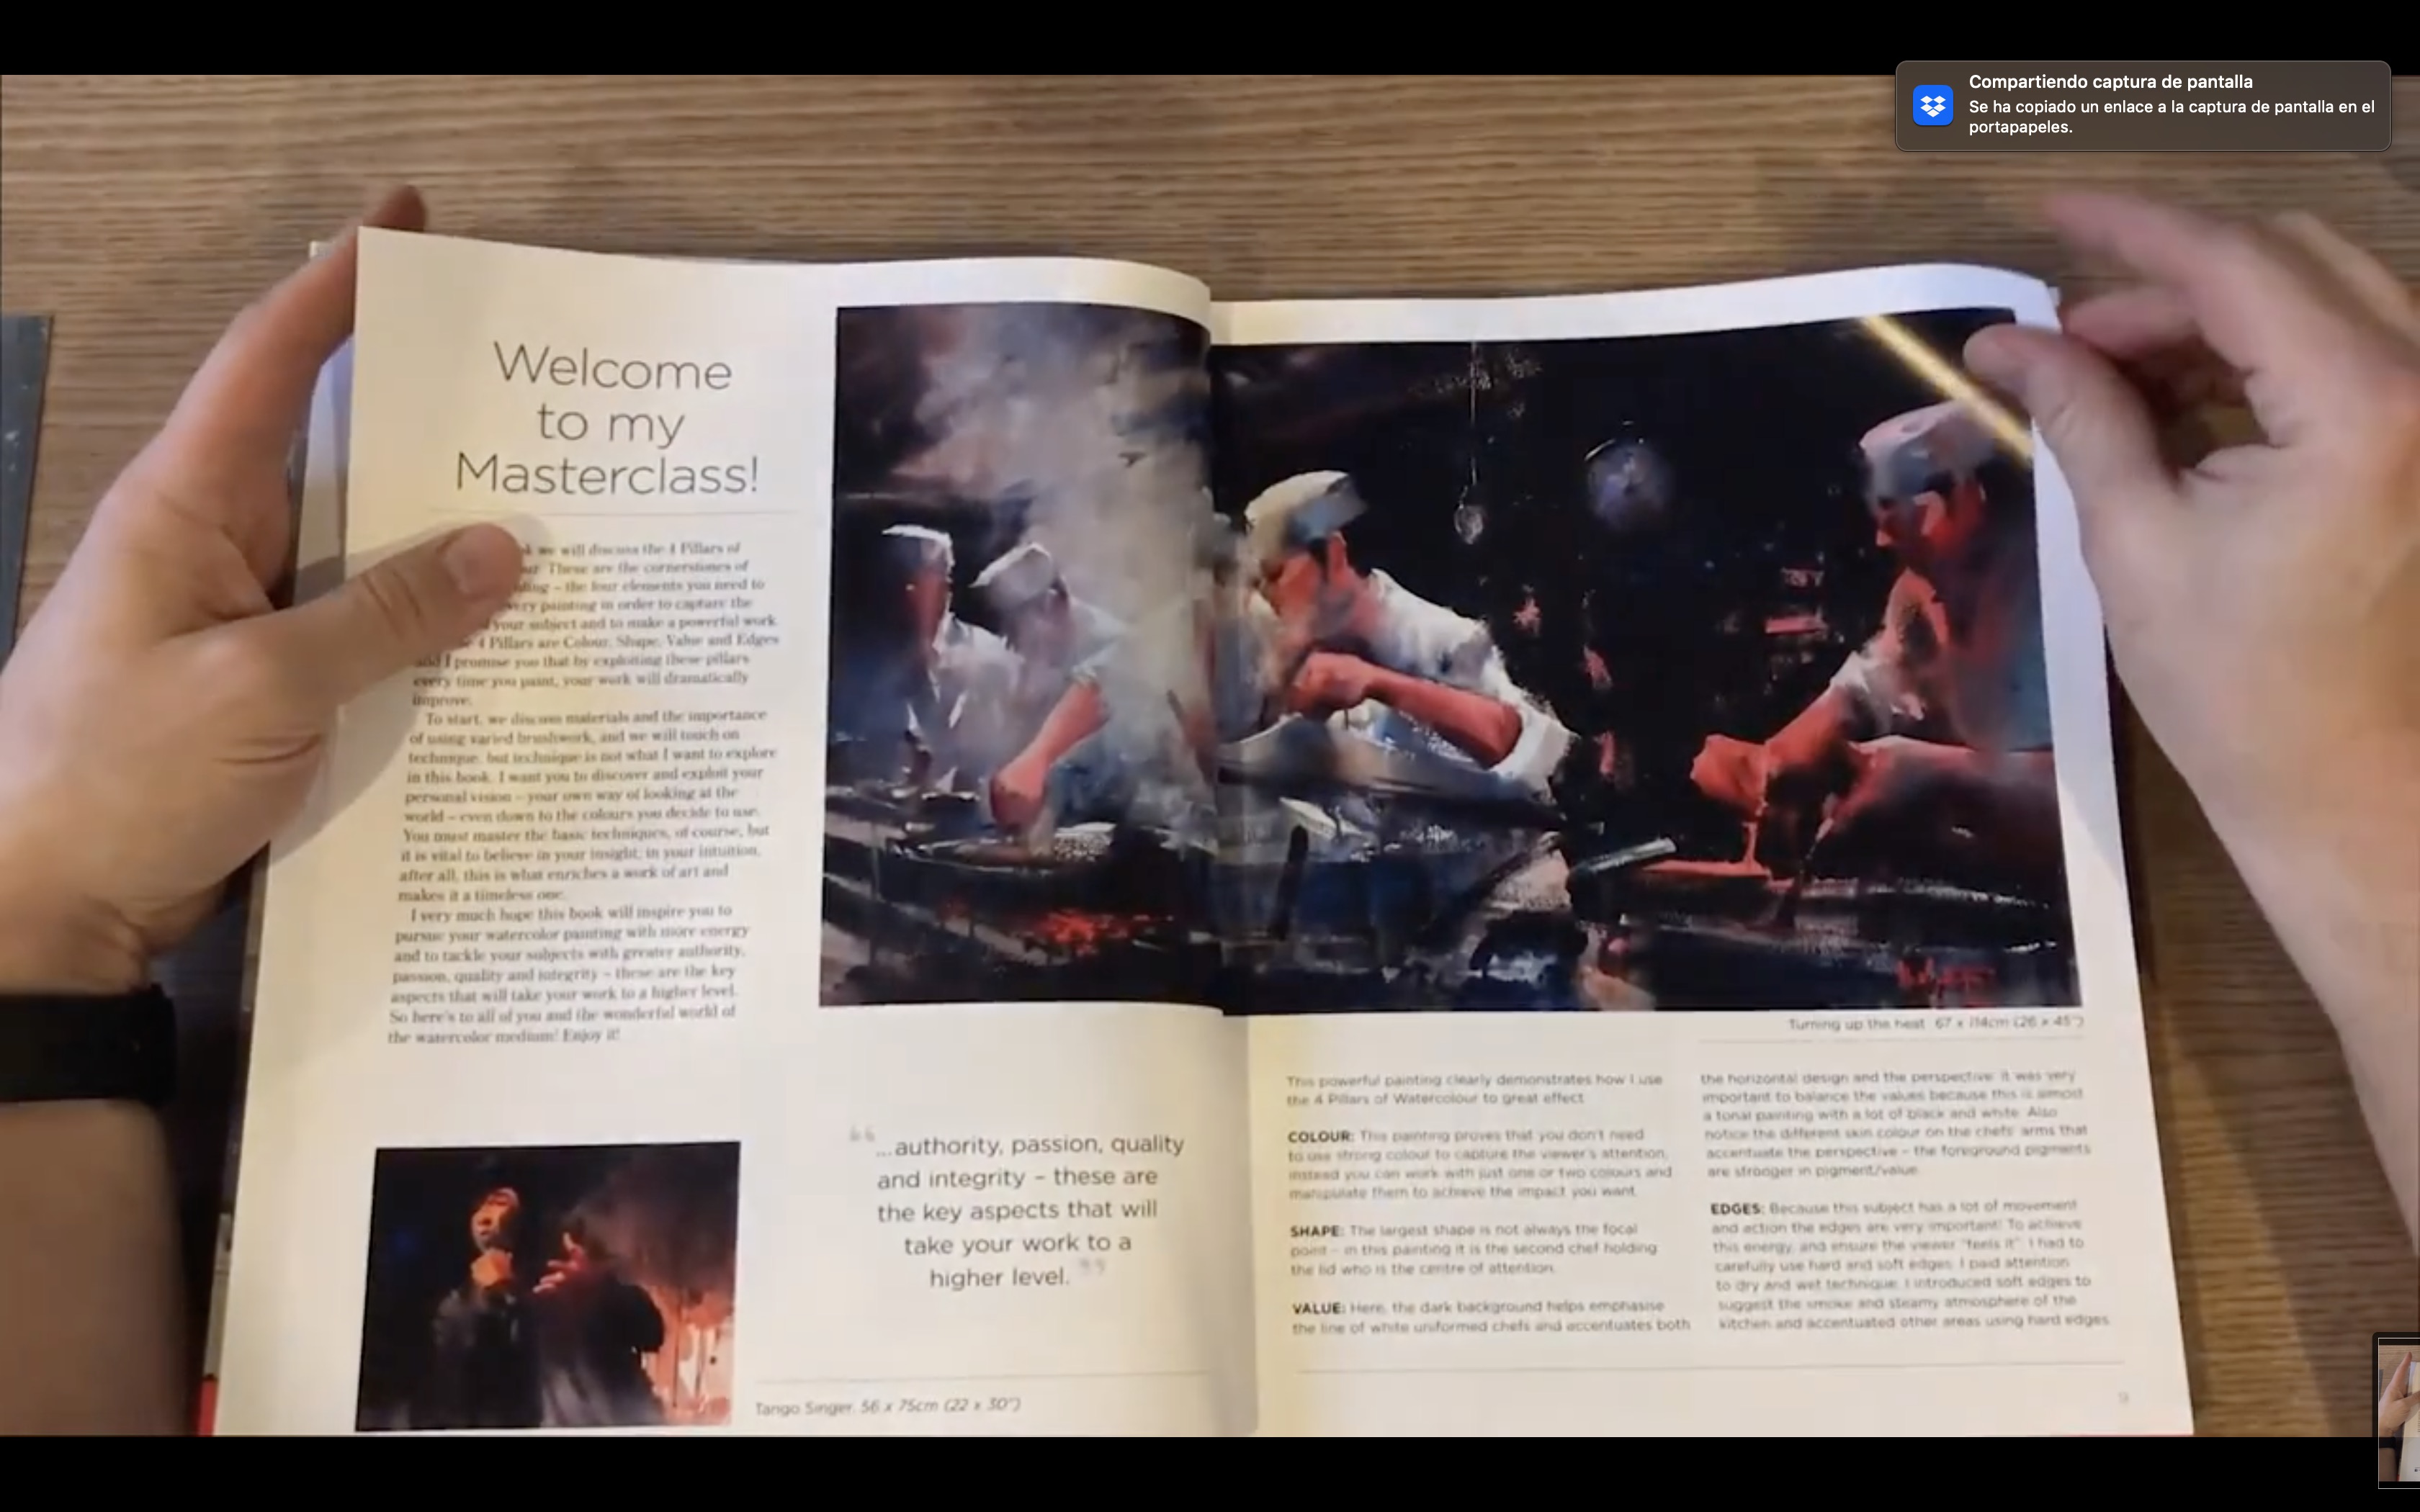 Compartiendo captura de pantalla
Se ha copiado un enlace a la captura de pantalla en el
portapapeles.
Welcome
to my
Masterclass!
we will discuss the 4 Pillars of
These are the cornerstones of
– the four elements you need to
very painting in order to capture the
your subject and to make a powerful work.
4 Pillars are Colour, Shape, Value and Edges
and I promise you that by exploiting these pillars
every time you paint, your work will dramatically
improve.
To start, we discuss materials and the importance
of using varied brushwork, and we will touch on
technique, but technique is not what I want to explore
in this book. I want you to discover and exploit your
personal vision – your own way of looking at the
world – even down to the colours you decide to use.
You must master the basic techniques, of course, but
it is vital to believe in your insight, in your intuition,
after all, this is what enriches a work of art and
makes it a timeless one.
I very much hope this book will inspire you to
pursue your watercolor painting with more energy
and to tackle your subjects with greater authority,
passion, quality and integrity – these are the key
aspects that will take your work to a higher level.
So here's to all of you and the wonderful world of
the watercolor medium! Enjoy it!
“...authority, passion, quality
and integrity – these are
the key aspects that will
take your work to a
higher level.”
Tango Singer, 56 x 75cm (22 x 30")
Turning up the heat 67 x 114cm (26 x 45")
This powerful painting clearly demonstrates how I use
the 4 Pillars of Watercolour to great effect
COLOUR: This painting proves that you don't need
to use strong colour to capture the viewer's attention,
instead you can work with just one or two colours and
manipulate them to achieve the impact you want.
SHAPE: The largest shape is not always the focal
point – in this painting it is the second chef holding
the lid who is the centre of attention.
VALUE: Here, the dark background helps emphasise
the line of white uniformed chefs and accentuates both
the horizontal design and the perspective. It was very
important to balance the values because this is almost
a tonal painting with a lot of black and white. Also
notice the different skin colour on the chefs' arms that
accentuate the perspective – the foreground pigments
are stronger in pigment/value.
EDGES: Because this subject has a lot of movement
and action the edges are very important! To achieve
this energy, and ensure the viewer "feels it", I had to
carefully use hard and soft edges. I paid attention
to dry and wet technique. I introduced soft edges to
suggest the smoke and steamy atmosphere of the
kitchen and accentuated other areas using hard edges.
9